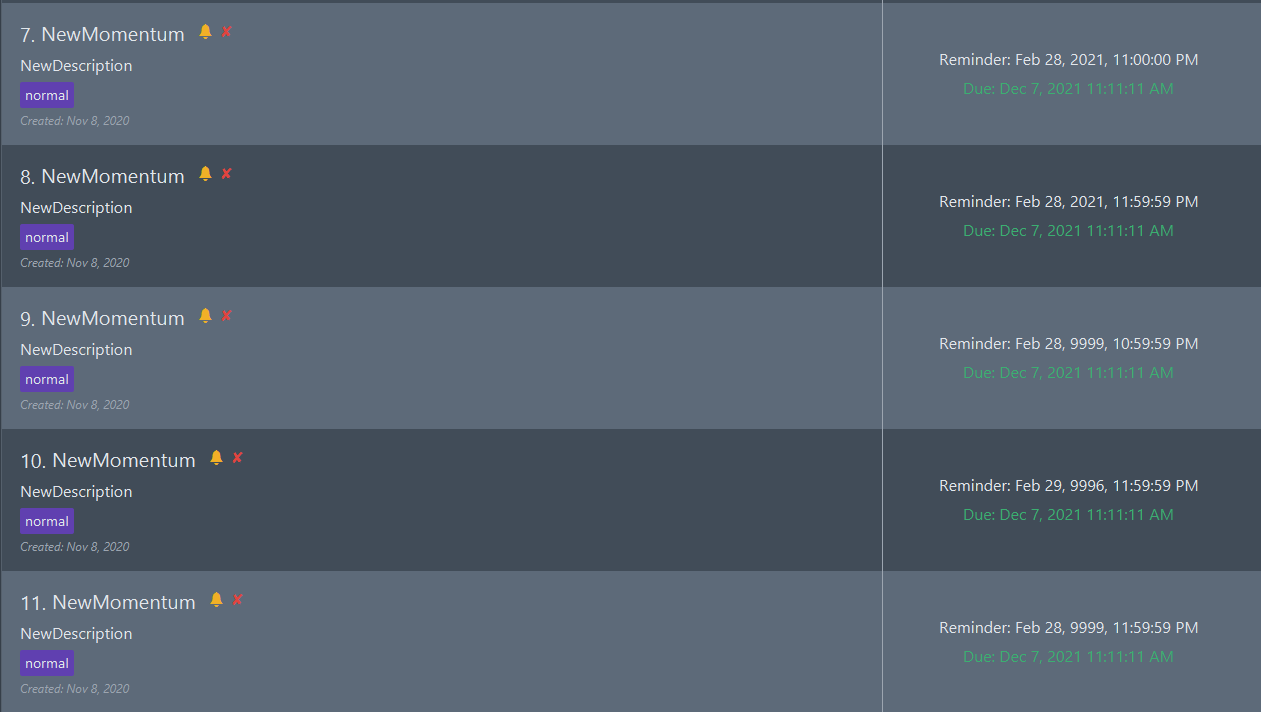 7. NewMomentum
NewDescription
normal
Created: Nov 8, 2020
Reminder: Feb 28, 2021, 11:00:00 PM
Due: Dec 7, 2021 11:11:11 AM
8. NewMomentum
NewDescription
normal
Created: Nov 8, 2020
Reminder: Feb 28, 2021, 11:59:59 PM
Due: Dec 7, 2021 11:11:11 AM
9. NewMomentum
NewDescription
normal
Created: Nov 8, 2020
Reminder: Feb 28, 9999, 10:59:59 PM
Due: Dec 7, 2021 11:11:11 AM
10. NewMomentum
NewDescription
normal
Created: Nov 8, 2020
Reminder: Feb 29, 9996, 11:59:59 PM
Due: Dec 7, 2021 11:11:11 AM
11. NewMomentum
NewDescription
normal
Created: Nov 8, 2020
Reminder: Feb 28, 9999, 11:59:59 PM
Due: Dec 7, 2021 11:11:11 AM